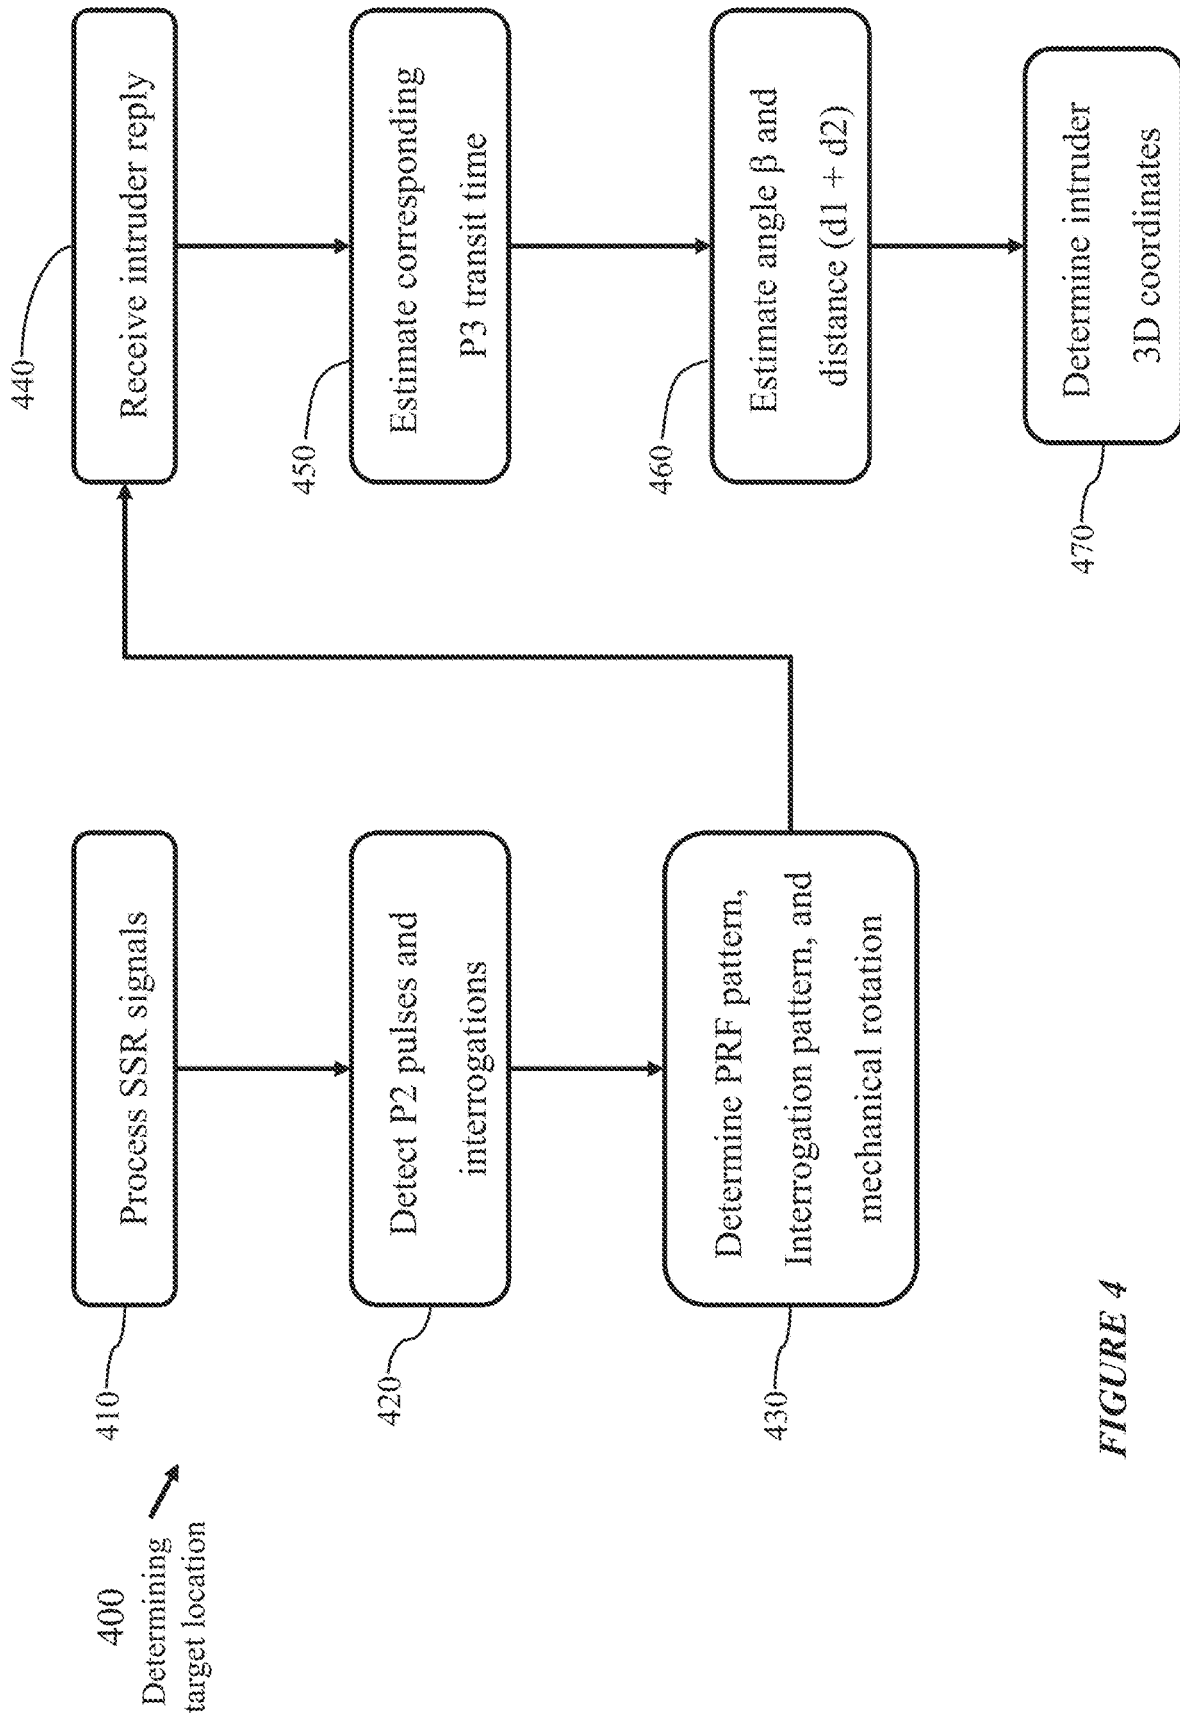 400
Determining
target location
410
Process SSR signals
420
Detect P2 pulses and
interrogations
430
Determine PRF pattern,
Interrogation pattern, and
mechanical rotation
440
Receive intruder reply
450
Estimate corresponding
P3 transit time
460
Estimate angle β and
distance (d1 + d2)
470
Determine intruder
3D coordinates
FIGURE 4